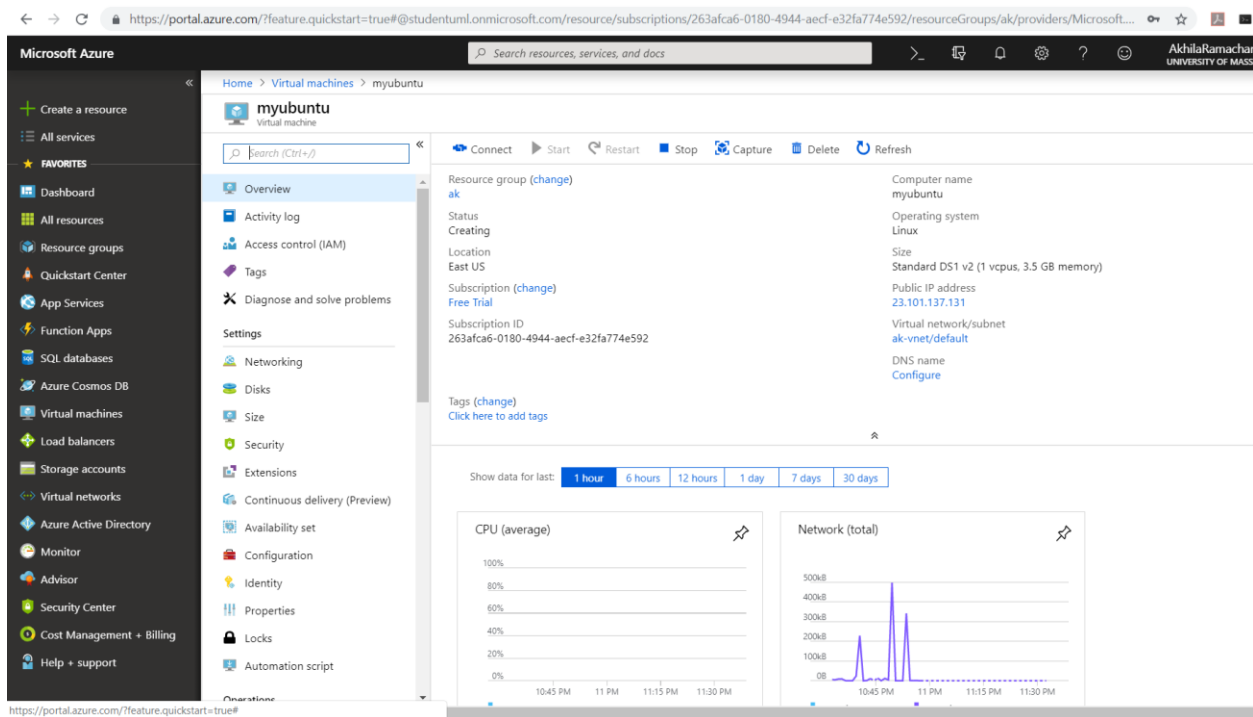 https://portal.azure.com/?feature.quickstart=true#@studentuml.onmicrosoft.com/resource/subscriptions/263afca6-0180-4944-aecf-e32fa774e592/resourceGroups/ak/providers/Microsoft....
Microsoft Azure
Search resources, services, and docs
AkhilaRamachar
UNIVERSITY OF MASS
Create a resource
All services
FAVORITES
Dashboard
All resources
Resource groups
Quickstart Center
App Services
Function Apps
SQL databases
Azure Cosmos DB
Virtual machines
Load balancers
Storage accounts
Virtual networks
Azure Active Directory
Monitor
Advisor
Security Center
Cost Management + Billing
Help + support
Home > Virtual machines > myubuntu
myubuntu
Virtual machine
Search (Ctrl+/)
Overview
Activity log
Access control (IAM)
Tags
Diagnose and solve problems
Settings
Networking
Disks
Size
Security
Extensions
Continuous delivery (Preview)
Availability set
Configuration
Identity
Properties
Locks
Automation script
Operations
Connect Start Restart Stop Capture Delete Refresh
Resource group (change)
ak
Status
Creating
Location
East US
Subscription (change)
Free Trial
Subscription ID
263afca6-0180-4944-aecf-e32fa774e592
Tags (change)
Click here to add tags
Computer name
myubuntu
Operating system
Linux
Size
Standard DS1 v2 (1 vcpus, 3.5 GB memory)
Public IP address
23.101.137.131
Virtual network/subnet
ak-vnet/default
DNS name
Configure
Show data for last: 1 hour 6 hours 12 hours 1 day 7 days 30 days
CPU (average)
100%
80%
60%
40%
20%
0%
10:45 PM 11 PM 11:15 PM 11:30 PM
Network (total)
500kB
400kB
300kB
200kB
100kB
0B
10:45 PM 11 PM 11:15 PM 11:30 PM
https://portal.azure.com/?feature.quickstart=true#